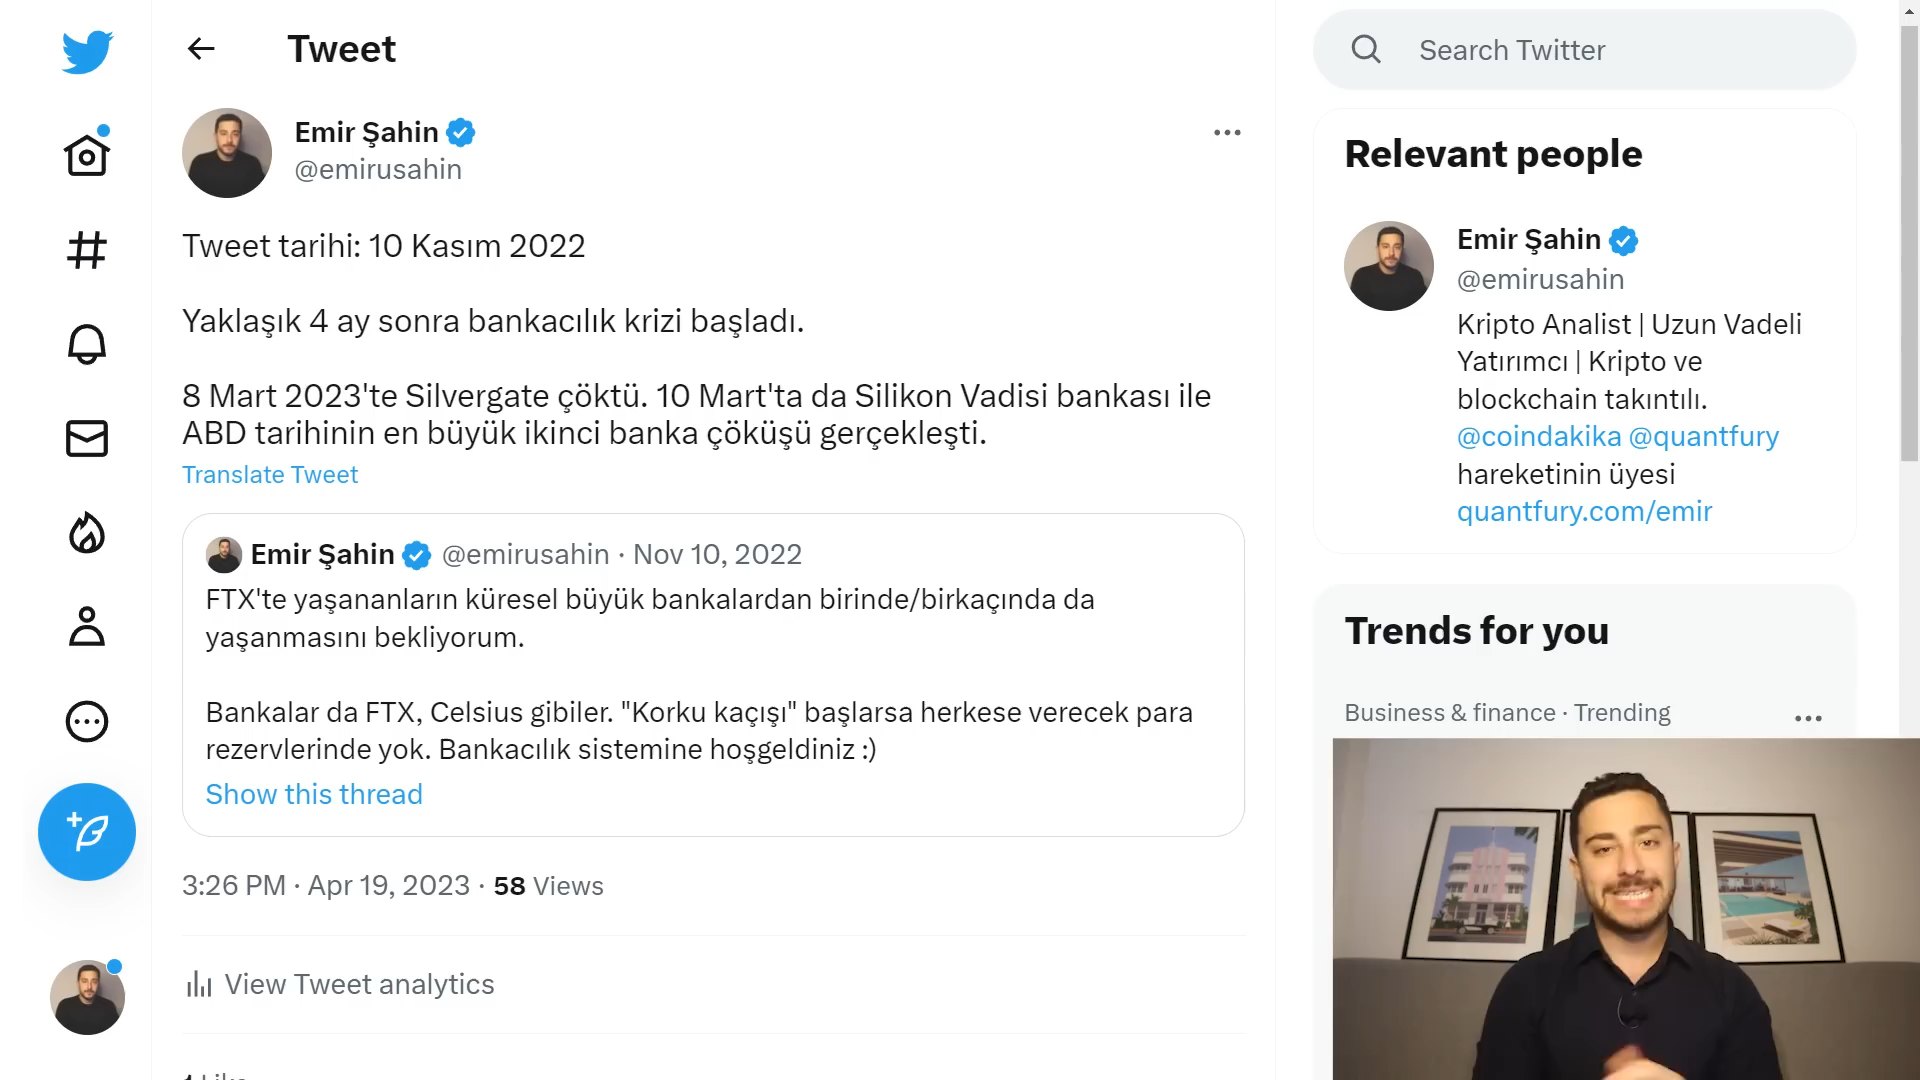 Tweet
Emir Şahin
@emirusahin
Tweet tarihi: 10 Kasım 2022
Yaklaşık 4 ay sonra bankacılık krizi başladı.
8 Mart 2023'te Silvergate çöktü. 10 Mart'ta da Silikon Vadisi bankası ile
ABD tarihinin en büyük ikinci banka çöküşü gerçekleşti.
Translate Tweet
Emir Şahin @emirusahin · Nov 10, 2022
FTX'te yaşananların küresel büyük bankalardan birinde/birkaçında da
yaşanmasını bekliyorum.
Bankalar da FTX, Celsius gibiler. "Korku kaçışı" başlarsa herkese verecek para
rezervlerinde yok. Bankacılık sistemine hoşgeldiniz :)
Show this thread
3:26 PM · Apr 19, 2023 · 58 Views
View Tweet analytics
Search Twitter
Relevant people
Emir Şahin
@emirusahin
Kripto Analist | Uzun Vadeli
Yatırımcı | Kripto ve
blockchain takıntılı.
@coindakika @quantfury
hareketinin üyesi
quantfury.com/emir
Trends for you
Business & finance · Trending